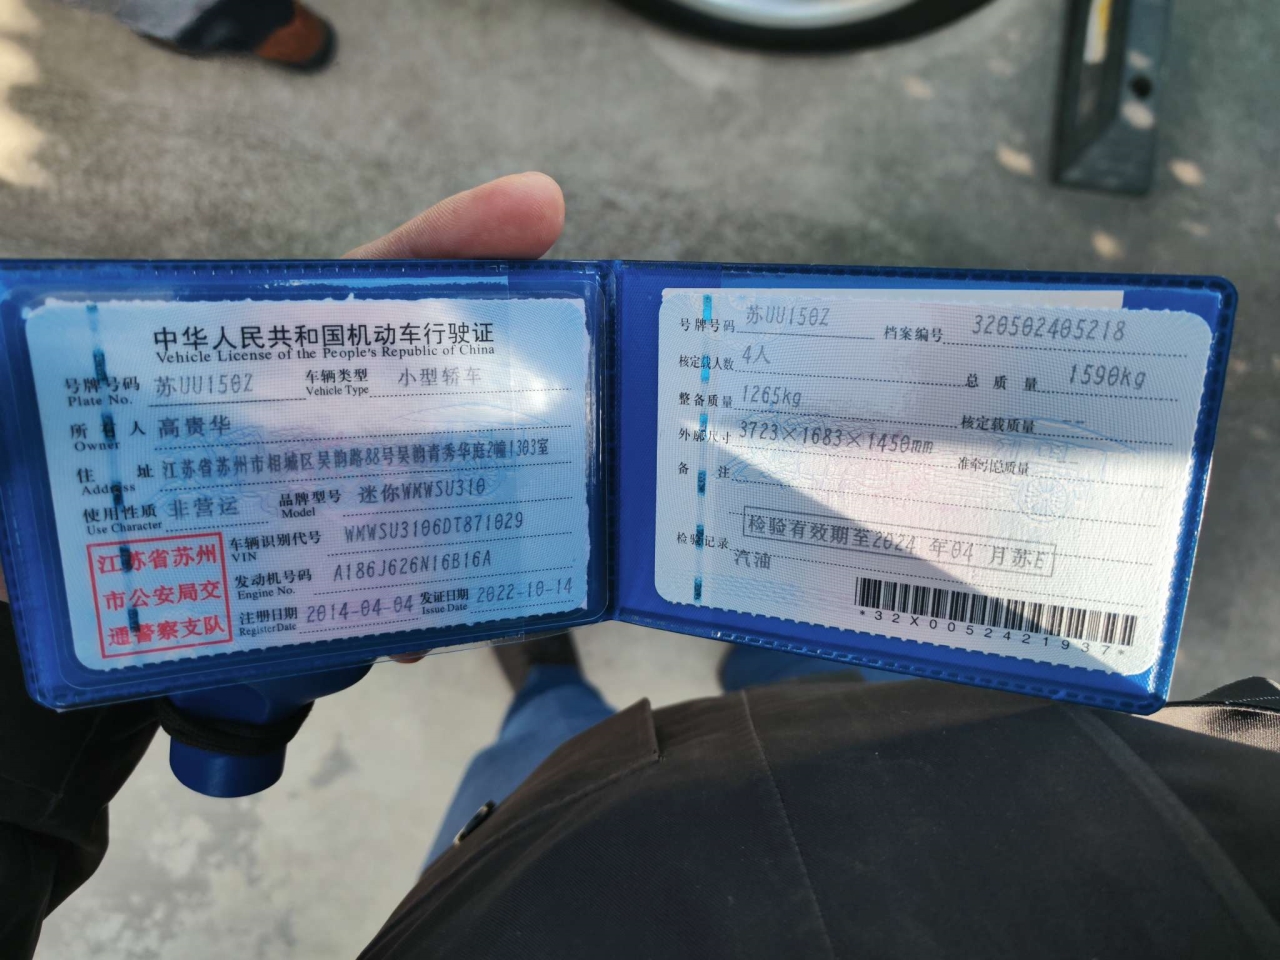 中华人民共和国机动车行驶证
Vehicle License of the People's Republic of China
号牌号码 苏UU150Z 车辆类型 小型轿车
Plate No. Vehicle Type
所有人 高贵华
Owner
住址 江苏省苏州市相城区吴韵路88号吴韵青秀华庭2幢1303室
Address
使用性质 非营运 品牌型号 迷你WMWSU310
Use Character Model
江苏省苏州
市公安局交
通警察支队
车辆识别代号 WMWSU3106DT871029
VIN
发动机号码 A186J626N16B16A
Engine No.
注册日期 2014-04-04 发证日期 2022-10-14
Register Date Issue Date
号牌号码 苏UU150Z 档案编号 320502405218
核定载人数 4人 总质量 1590kg
整备质量 1265kg 核定载质量 --
外廓尺寸 3723×1683×1450mm 准牵引总质量
备注
检验有效期至2024年04月苏E
检验记录
汽油
*32X0052421937*